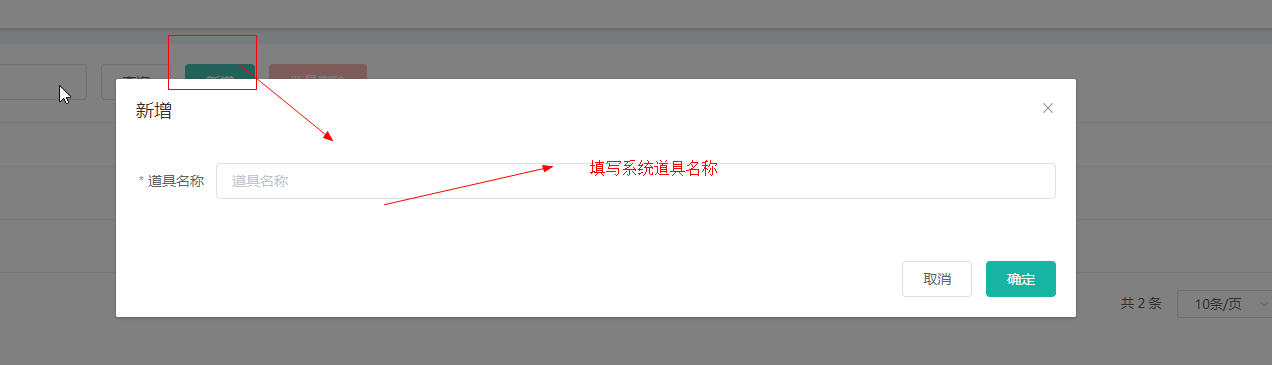 新增
* 道具名称
道具名称
填写系统道具名称
取消
确定
共 2 条
10条/页